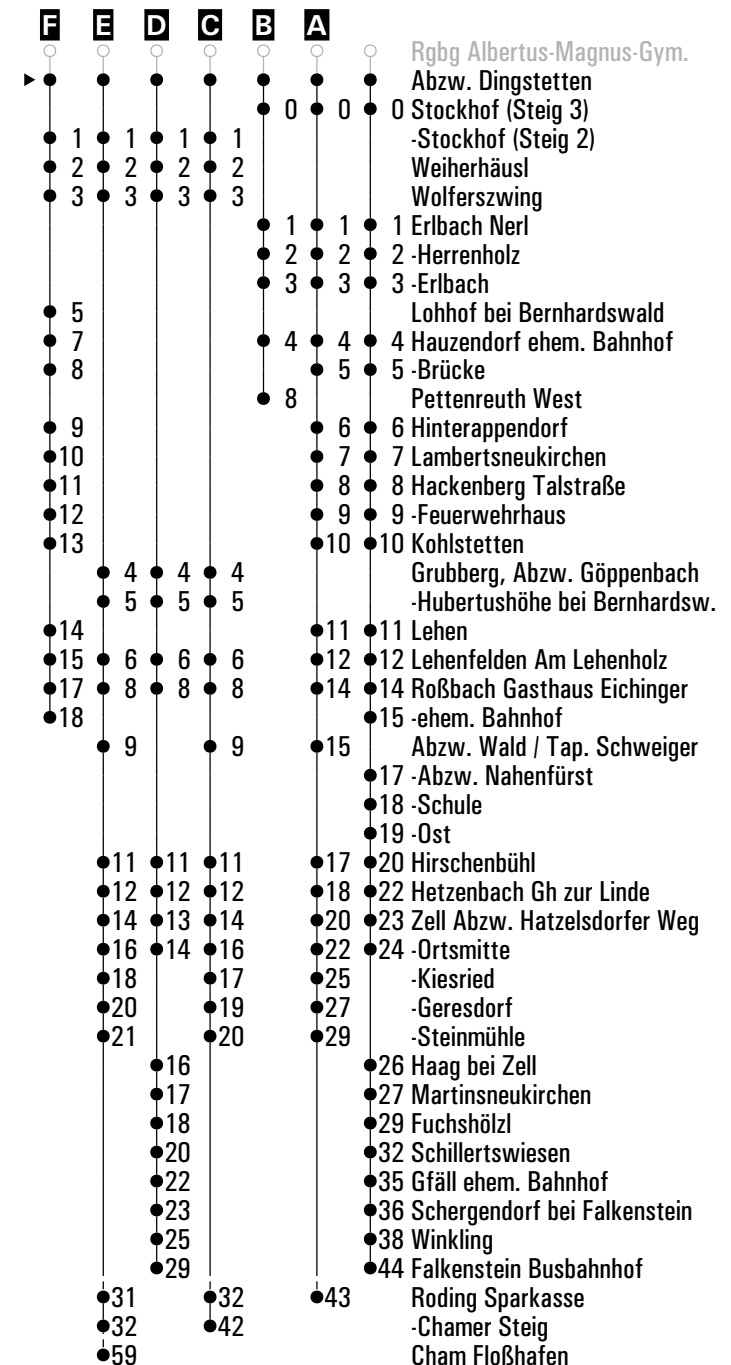 F E D C B A
Rgbg Albertus-Magnus-Gym.
Abzw. Dingstetten
0 0 0 Stockhof (Steig 3)
1 1 1 1 -Stockhof (Steig 2)
2 2 2 2 Weiherhäusl
3 3 3 3 Wolferszwing
1 1 1 Erlbach Nerl
2 2 2 -Herrenholz
3 3 3 -Erlbach
5 Lohhof bei Bernhardswald
7 4 4 4 Hauzendorf ehem. Bahnhof
8 5 5 -Brücke
8 Pettenreuth West
9 6 6 Hinterappendorf
10 7 7 Lambertsneukirchen
11 8 8 Hackenberg Talstraße
12 9 9 -Feuerwehrhaus
13 10 10 Kohlstetten
4 4 4 Grubberg, Abzw. Göppenbach
5 5 5 -Hubertushöhe bei Bernhardsw.
14 11 11 Lehen
15 6 6 6 12 12 Lehenfelden Am Lehenholz
17 8 8 8 14 14 Roßbach Gasthaus Eichinger
18 15 -ehem. Bahnhof
9 9 15 Abzw. Wald / Tap. Schweiger
17 -Abzw. Nahenfürst
18 -Schule
19 -Ost
11 11 11 17 20 Hirschenbühl
12 12 12 18 22 Hetzenbach Gh zur Linde
14 13 14 20 23 Zell Abzw. Hatzelsdorfer Weg
16 14 16 22 24 -Ortsmitte
18 17 25 -Kiesried
20 19 27 -Geresdorf
21 20 29 -Steinmühle
16 26 Haag bei Zell
17 27 Martinsneukirchen
18 29 Fuchshölzl
20 32 Schillertswiesen
22 35 Gfäll ehem. Bahnhof
23 36 Schergendorf bei Falkenstein
25 38 Winkling
29 44 Falkenstein Busbahnhof
31 32 43 Roding Sparkasse
32 42 -Chamer Steig
59 Cham Floßhafen